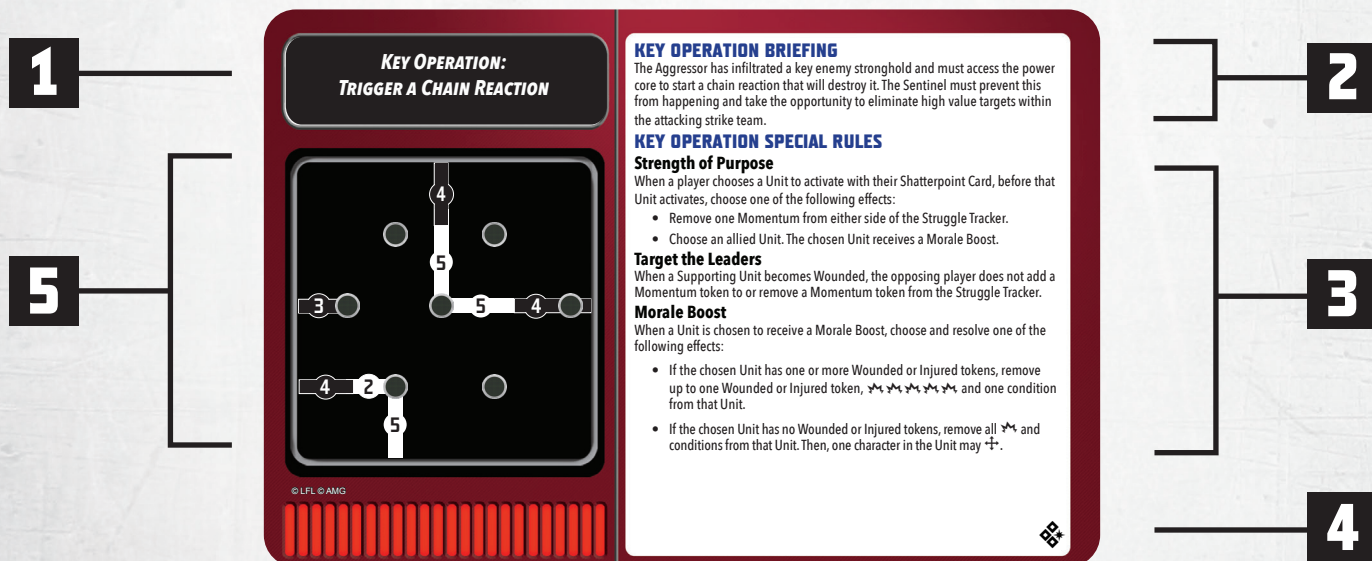 1
KEY OPERATION:
TRIGGER A CHAIN REACTION
5
4
5
3
5
4
4
2
5
© LFL © AMG
KEY OPERATION BRIEFING
The Aggressor has infiltrated a key enemy stronghold and must access the power
core to start a chain reaction that will destroy it. The Sentinel must prevent this
from happening and take the opportunity to eliminate high value targets within
the attacking strike team.
KEY OPERATION SPECIAL RULES
Strength of Purpose
When a player chooses a Unit to activate with their Shatterpoint Card, before that
Unit activates, choose one of the following effects:
• Remove one Momentum from either side of the Struggle Tracker.
• Choose an allied Unit. The chosen Unit receives a Morale Boost.
Target the Leaders
When a Supporting Unit becomes Wounded, the opposing player does not add a
Momentum token to or remove a Momentum token from the Struggle Tracker.
Morale Boost
When a Unit is chosen to receive a Morale Boost, choose and resolve one of the
following effects:
• If the chosen Unit has one or more Wounded or Injured tokens, remove
up to one Wounded or Injured token, and one condition
from that Unit.
• If the chosen Unit has no Wounded or Injured tokens, remove all and
conditions from that Unit. Then, one character in the Unit may .
2
3
4